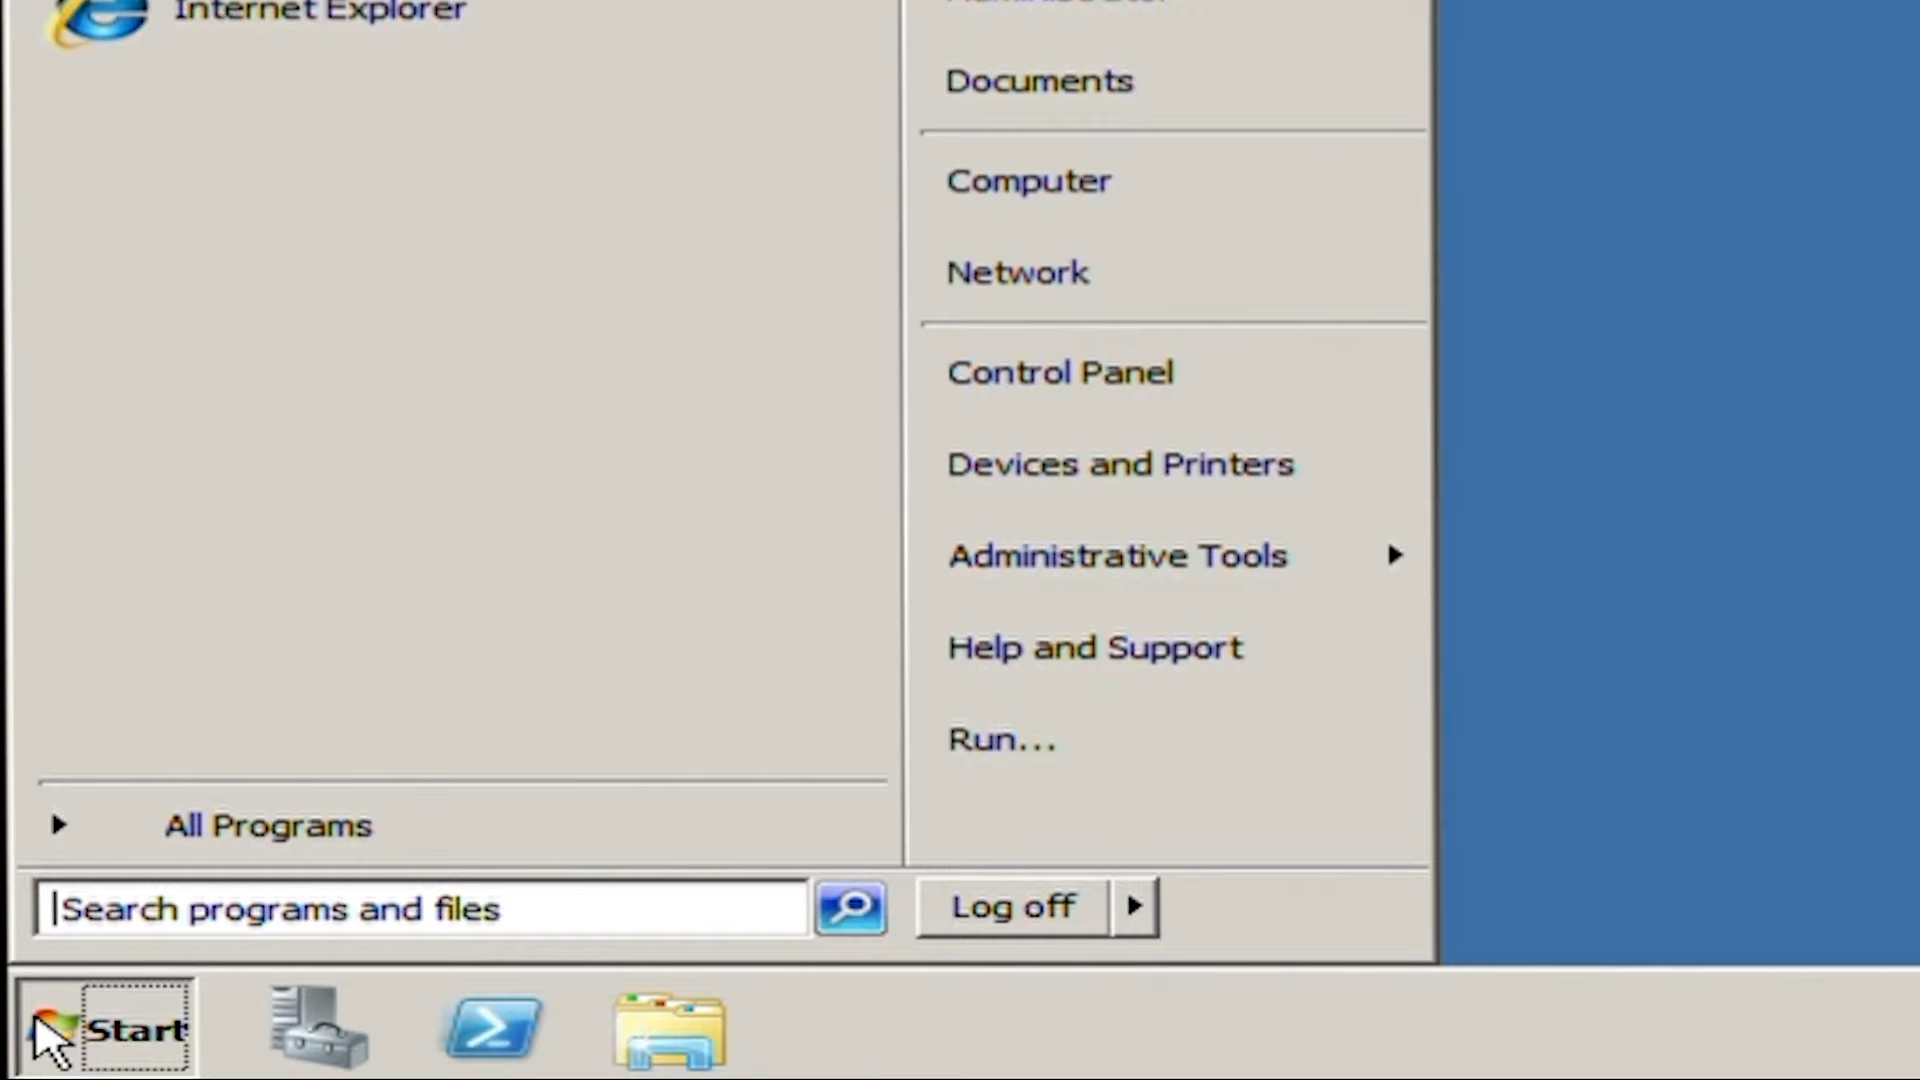 Internet Explorer
All Programs
Search programs and files
Administrator
Documents
Computer
Network
Control Panel
Devices and Printers
Administrative Tools
Help and Support
Run...
Log off
Start